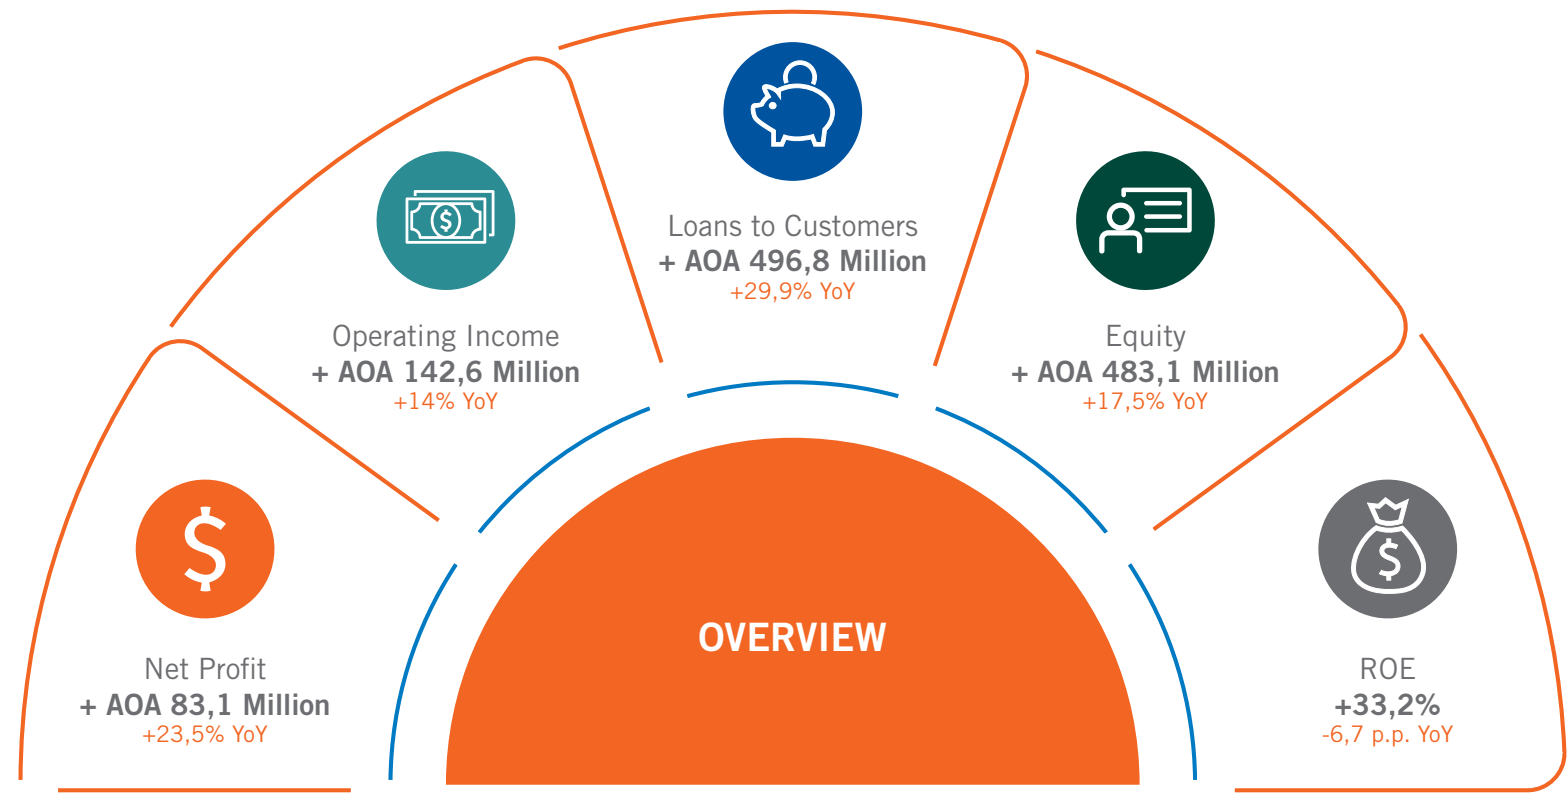 Loans to Customers
+ AOA 496,8 Million
+29,9% YoY
Operating Income
+ AOA 142,6 Million
+14% YoY
Equity
+ AOA 483,1 Million
+17,5% YoY
OVERVIEW
Net Profit
+ AOA 83,1 Million
+23,5% YoY
ROE
+33,2%
-6,7 p.p. YoY